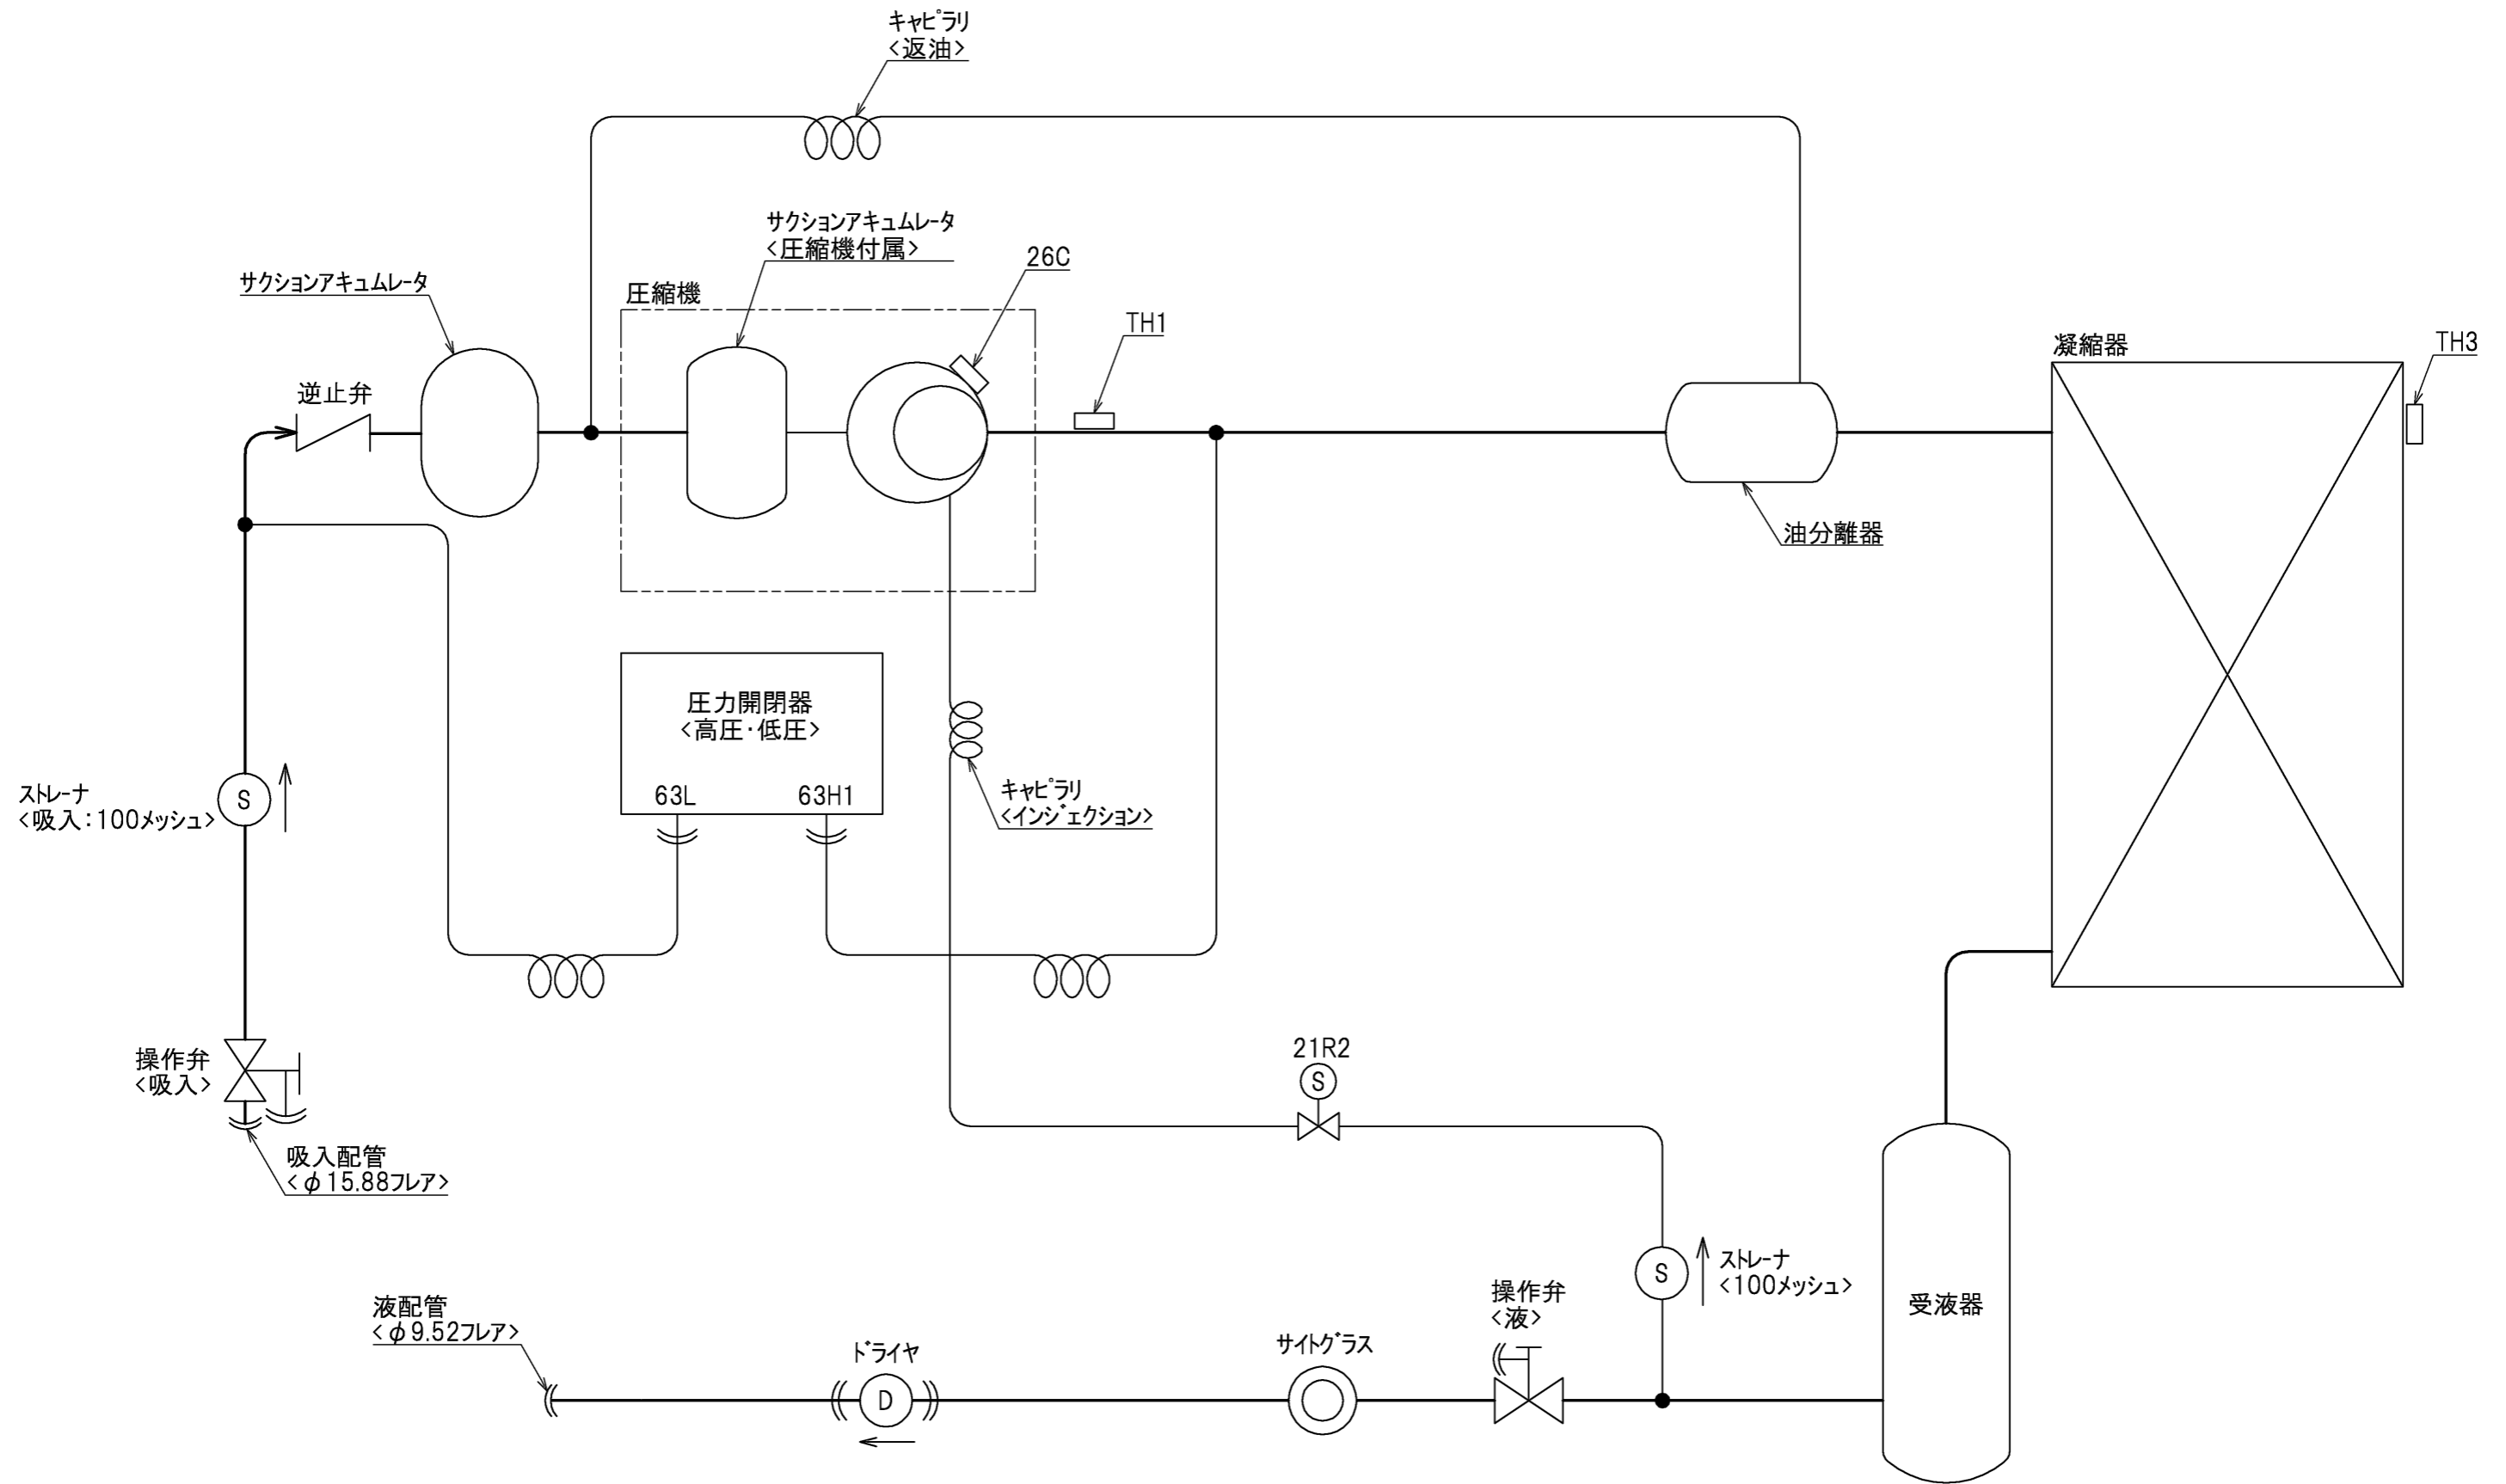 キャピラリ
<返油>
サクションアキュムレータ
<圧縮機付属>
26C
サクションアキュムレータ
圧縮機
TH1
凝縮器
TH3
逆止弁
油分離器
圧力開閉器
<高圧・低圧>
63L
63H1
ストレーナ
<吸入:100メッシュ>
S
キャピラリ
<インジェクション>
操作弁
<吸入>
21R2
S
吸入配管
<φ15.88フレア>
ストレーナ
<100メッシュ>
S
受液器
操作弁
<液>
液配管
<φ9.52フレア>
ドライヤ
D
サイトグラス